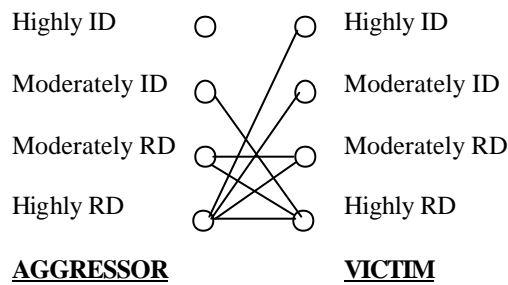 Highly ID Highly ID
Moderately ID Moderately ID
Moderately RD Moderately RD
Highly RD Highly RD
AGGRESSOR VICTIM